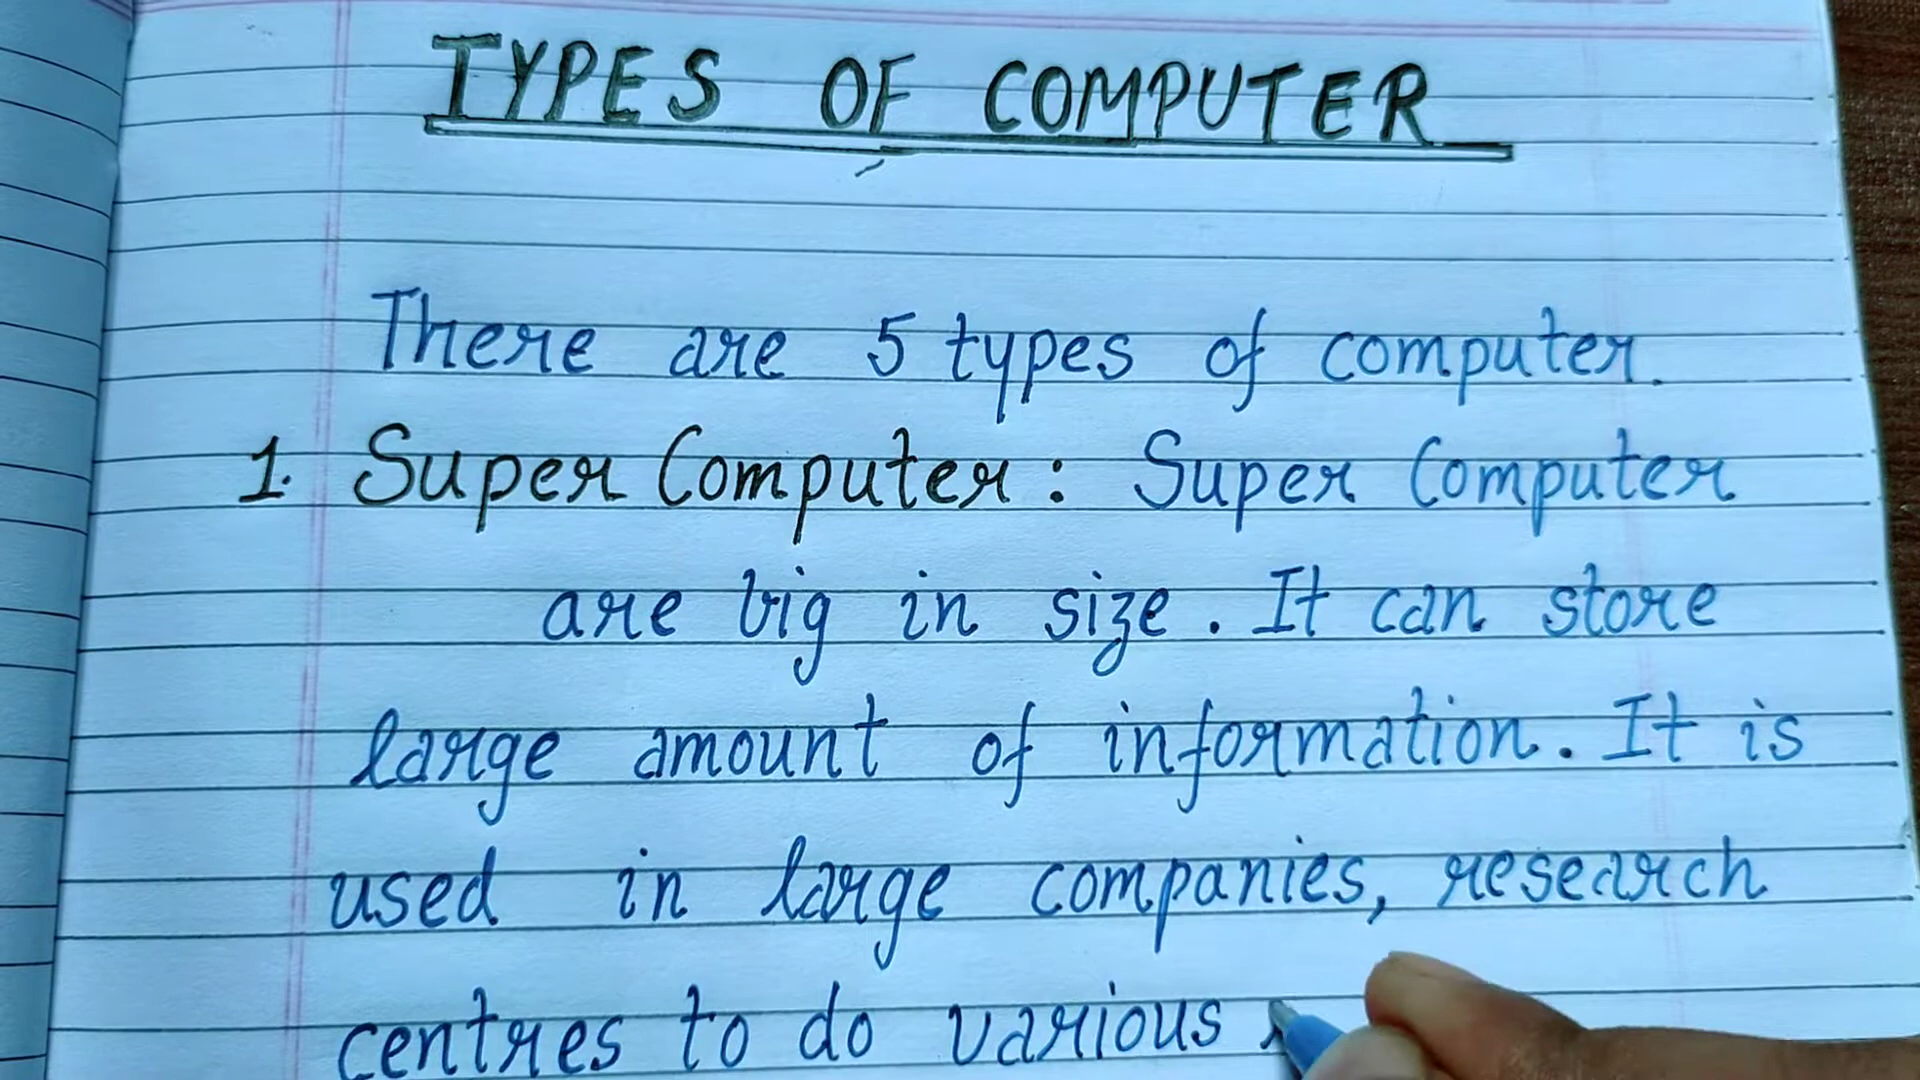 TYPES OF COMPUTER
There are 5 types of computer.
1. Super Computer : Super Computer
are big in size. It can store
large amount of information. It is
used in large companies, research
centres to do various